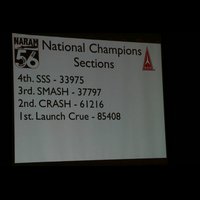 NARAM
56
National Champions
Sections
4th. SSS - 33975
3rd. SMASH - 37797
2nd. CRASH - 61216
1st. Launch Crue - 85408